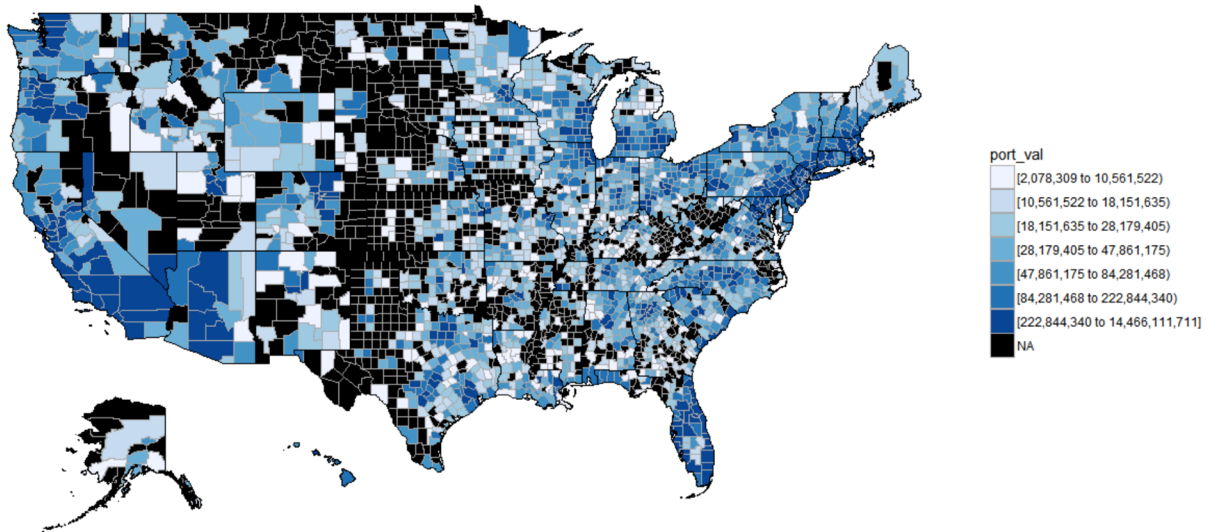 port_val
[2,078,309 to 10,561,522)
[10,561,522 to 18,151,635)
[18,151,635 to 28,179,405)
[28,179,405 to 47,861,175)
[47,861,175 to 84,281,468)
[84,281,468 to 222,844,340)
[222,844,340 to 14,466,111,711]
NA